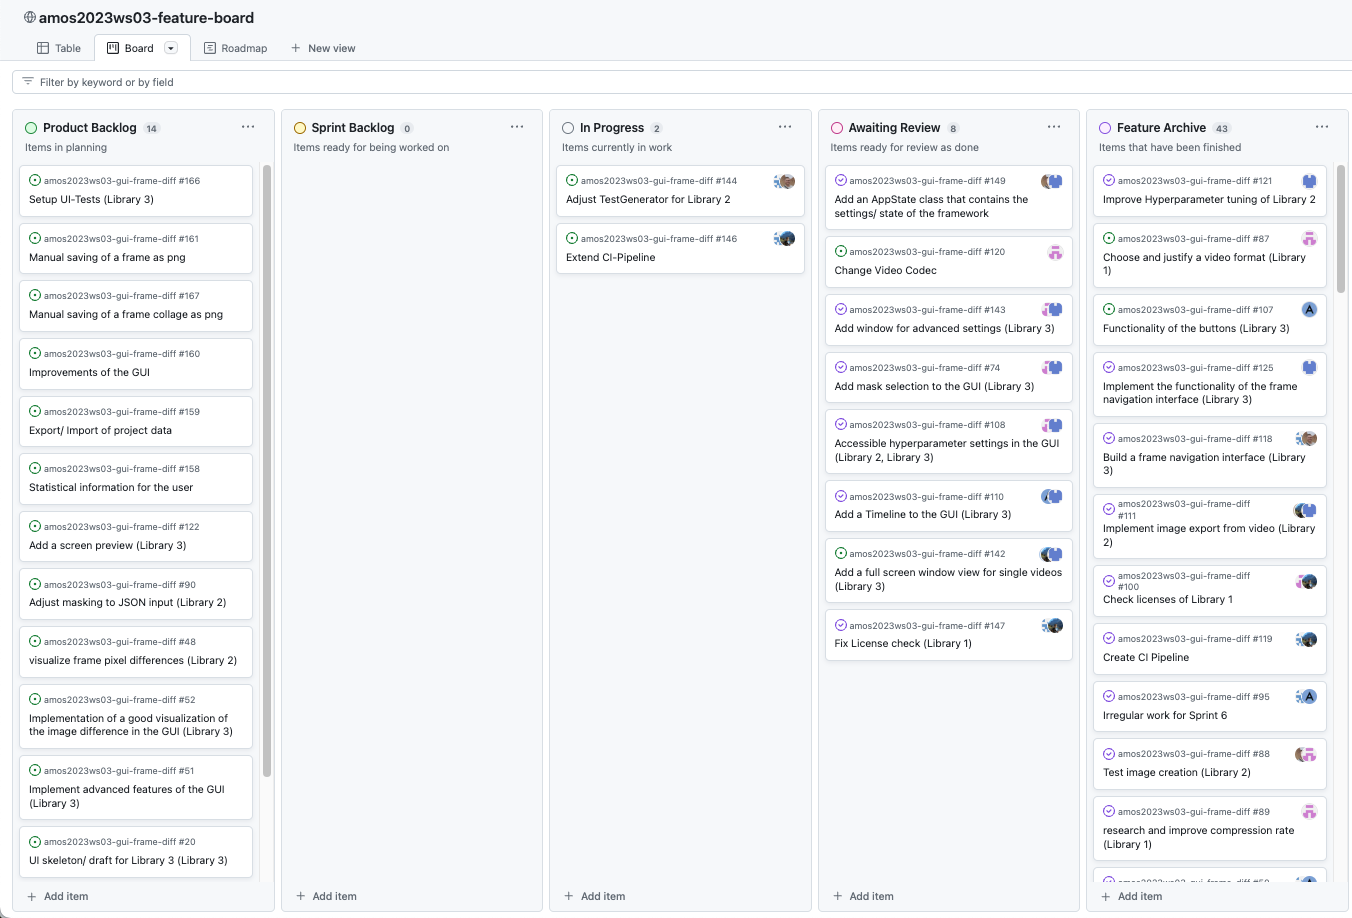 amos2023ws03-feature-board
Table
Board
Roadmap
New view
Filter by keyword or by field
Product Backlog 14
Items in planning
amos2023ws03-gui-frame-diff #166
Setup UI-Tests (Library 3)
amos2023ws03-gui-frame-diff #161
Manual saving of a frame as png
amos2023ws03-gui-frame-diff #167
Manual saving of a frame collage as png
amos2023ws03-gui-frame-diff #160
Improvements of the GUI
amos2023ws03-gui-frame-diff #159
Export/ Import of project data
amos2023ws03-gui-frame-diff #158
Statistical information for the user
amos2023ws03-gui-frame-diff #122
Add a screen preview (Library 3)
amos2023ws03-gui-frame-diff #90
Adjust masking to JSON input (Library 2)
amos2023ws03-gui-frame-diff #48
visualize frame pixel differences (Library 2)
amos2023ws03-gui-frame-diff #52
Implementation of a good visualization of
the image difference in the GUI (Library 3)
amos2023ws03-gui-frame-diff #51
Implement advanced features of the GUI
(Library 3)
amos2023ws03-gui-frame-diff #20
UI skeleton/ draft for Library 3 (Library 3)
Add item
Sprint Backlog 0
Items ready for being worked on
Add item
In Progress 2
Items currently in work
amos2023ws03-gui-frame-diff #144
Adjust TestGenerator for Library 2
amos2023ws03-gui-frame-diff #146
Extend CI-Pipeline
Add item
Awaiting Review 8
Items ready for review as done
amos2023ws03-gui-frame-diff #149
Add an AppState class that contains the
settings/ state of the framework
amos2023ws03-gui-frame-diff #120
Change Video Codec
amos2023ws03-gui-frame-diff #143
Add window for advanced settings (Library 3)
amos2023ws03-gui-frame-diff #74
Add mask selection to the GUI (Library 3)
amos2023ws03-gui-frame-diff #108
Accessible hyperparameter settings in the GUI
(Library 2, Library 3)
amos2023ws03-gui-frame-diff #110
Add a Timeline to the GUI (Library 3)
amos2023ws03-gui-frame-diff #142
Add a full screen window view for single videos
(Library 3)
amos2023ws03-gui-frame-diff #147
Fix License check (Library 1)
Add item
Feature Archive 43
Items that have been finished
amos2023ws03-gui-frame-diff #121
Improve Hyperparameter tuning of Library 2
amos2023ws03-gui-frame-diff #87
Choose and justify a video format (Library
1)
amos2023ws03-gui-frame-diff #107
Functionality of the buttons (Library 3)
amos2023ws03-gui-frame-diff #125
Implement the functionality of the frame
navigation interface (Library 3)
amos2023ws03-gui-frame-diff #118
Build a frame navigation interface (Library
3)
amos2023ws03-gui-frame-diff
#111
Implement image export from video (Library
2)
amos2023ws03-gui-frame-diff
#100
Check licenses of Library 1
amos2023ws03-gui-frame-diff #119
Create CI Pipeline
amos2023ws03-gui-frame-diff #95
Irregular work for Sprint 6
amos2023ws03-gui-frame-diff #88
Test image creation (Library 2)
amos2023ws03-gui-frame-diff #89
research and improve compression rate
(Library 1)
Add item